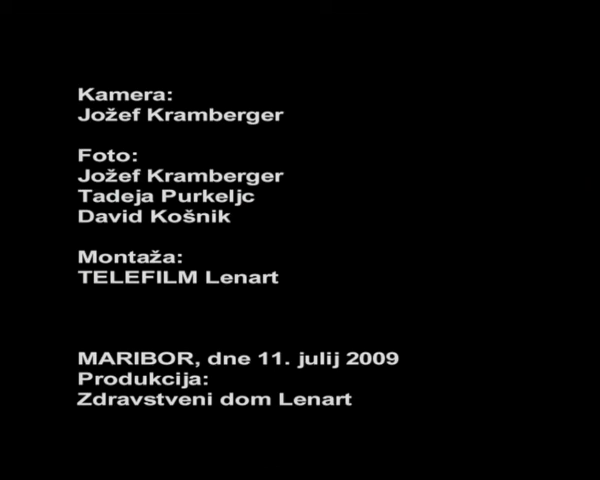 Kamera:
Jožef Kramberger
Foto:
Jožef Kramberger
Tadeja Purkeljc
David Košnik
Montaža:
TELEFILM Lenart
MARIBOR, dne 11. julij 2009
Produkcija:
Zdravstveni dom Lenart